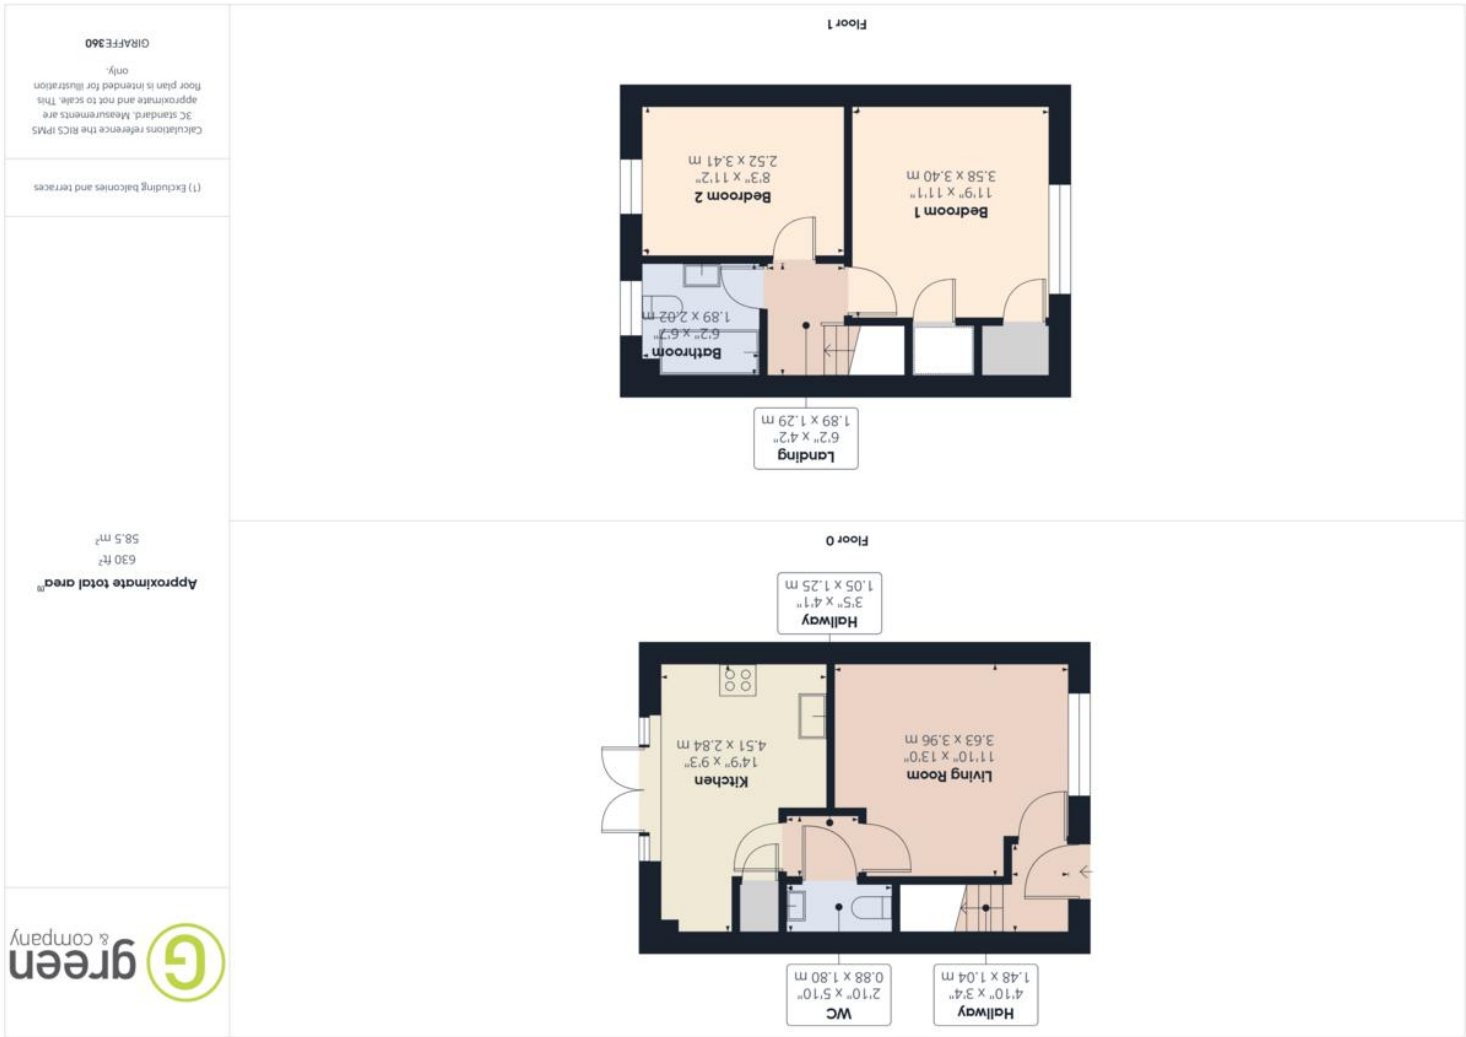 green
& company
Approximate total area(1)
630 ft²
58.5 m²
(1) Excluding balconies and terraces
Calculations reference the RICS IPMS
3C standard. Measurements are
approximate and not to scale. This
floor plan is intended for illustration
only.
GIRAFFE360
Hallway
4'10" x 3'4"
1.48 x 1.04 m
WC
2'10" x 5'10"
0.88 x 1.80 m
Living Room
11'10" x 13'0"
3.63 x 3.96 m
Kitchen
14'9" x 9'3"
4.51 x 2.84 m
Hallway
3'5" x 4'1"
1.05 x 1.25 m
Floor 0
Landing
6'2" x 4'2"
1.89 x 1.29 m
Bathroom
6'2" x 6'7"
1.89 x 2.02 m
Bedroom 1
11'9" x 11'1"
3.58 x 3.40 m
Bedroom 2
8'3" x 11'2"
2.52 x 3.41 m
Floor 1